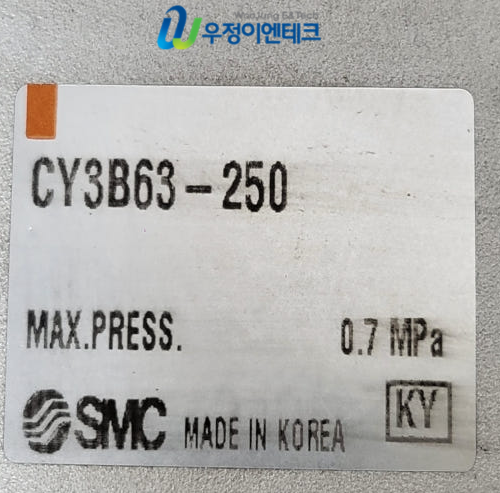 우정이엔테크
CY3B63-250
MAX.PRESS. 0.7 MPa
SMC MADE IN KOREA KY